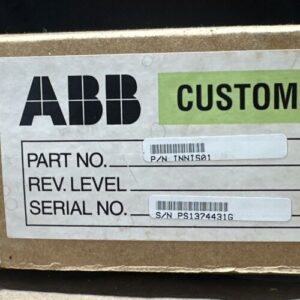 ABB
CUSTOM
PART NO.
P/N INNIS01
REV. LEVEL
SERIAL NO.
S/N PS1374431G